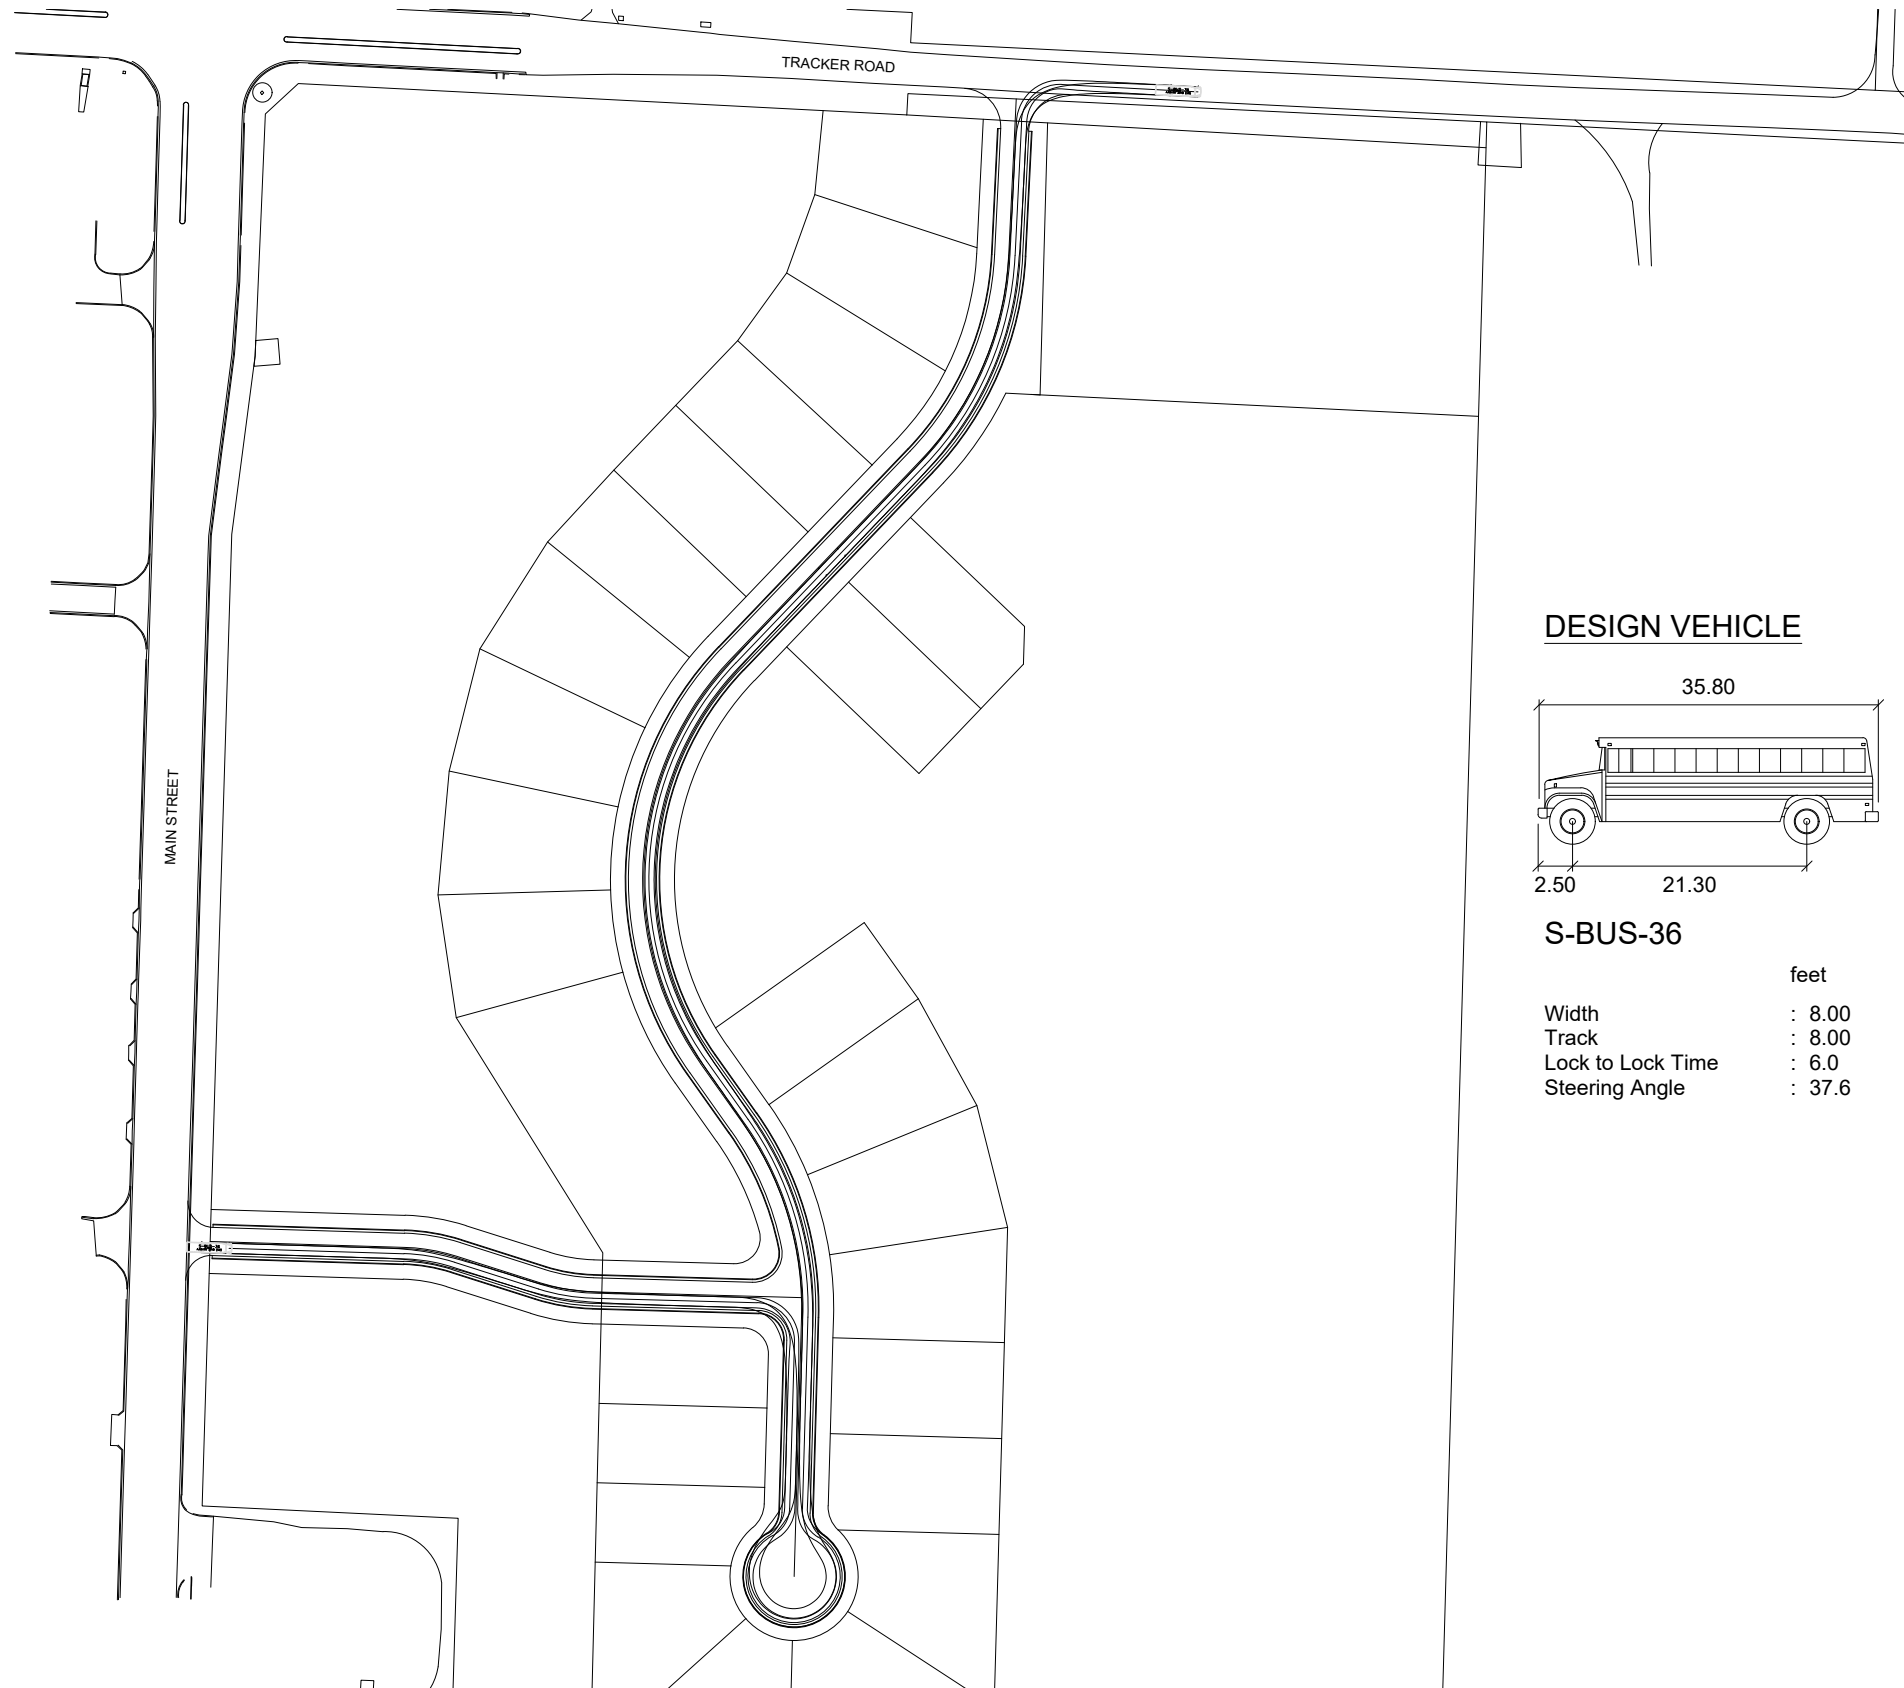 TRACKER ROAD
MAIN STREET
DESIGN VEHICLE
35.80
2.50
21.30
S-BUS-36
feet
Width : 8.00
Track : 8.00
Lock to Lock Time : 6.0
Steering Angle : 37.6